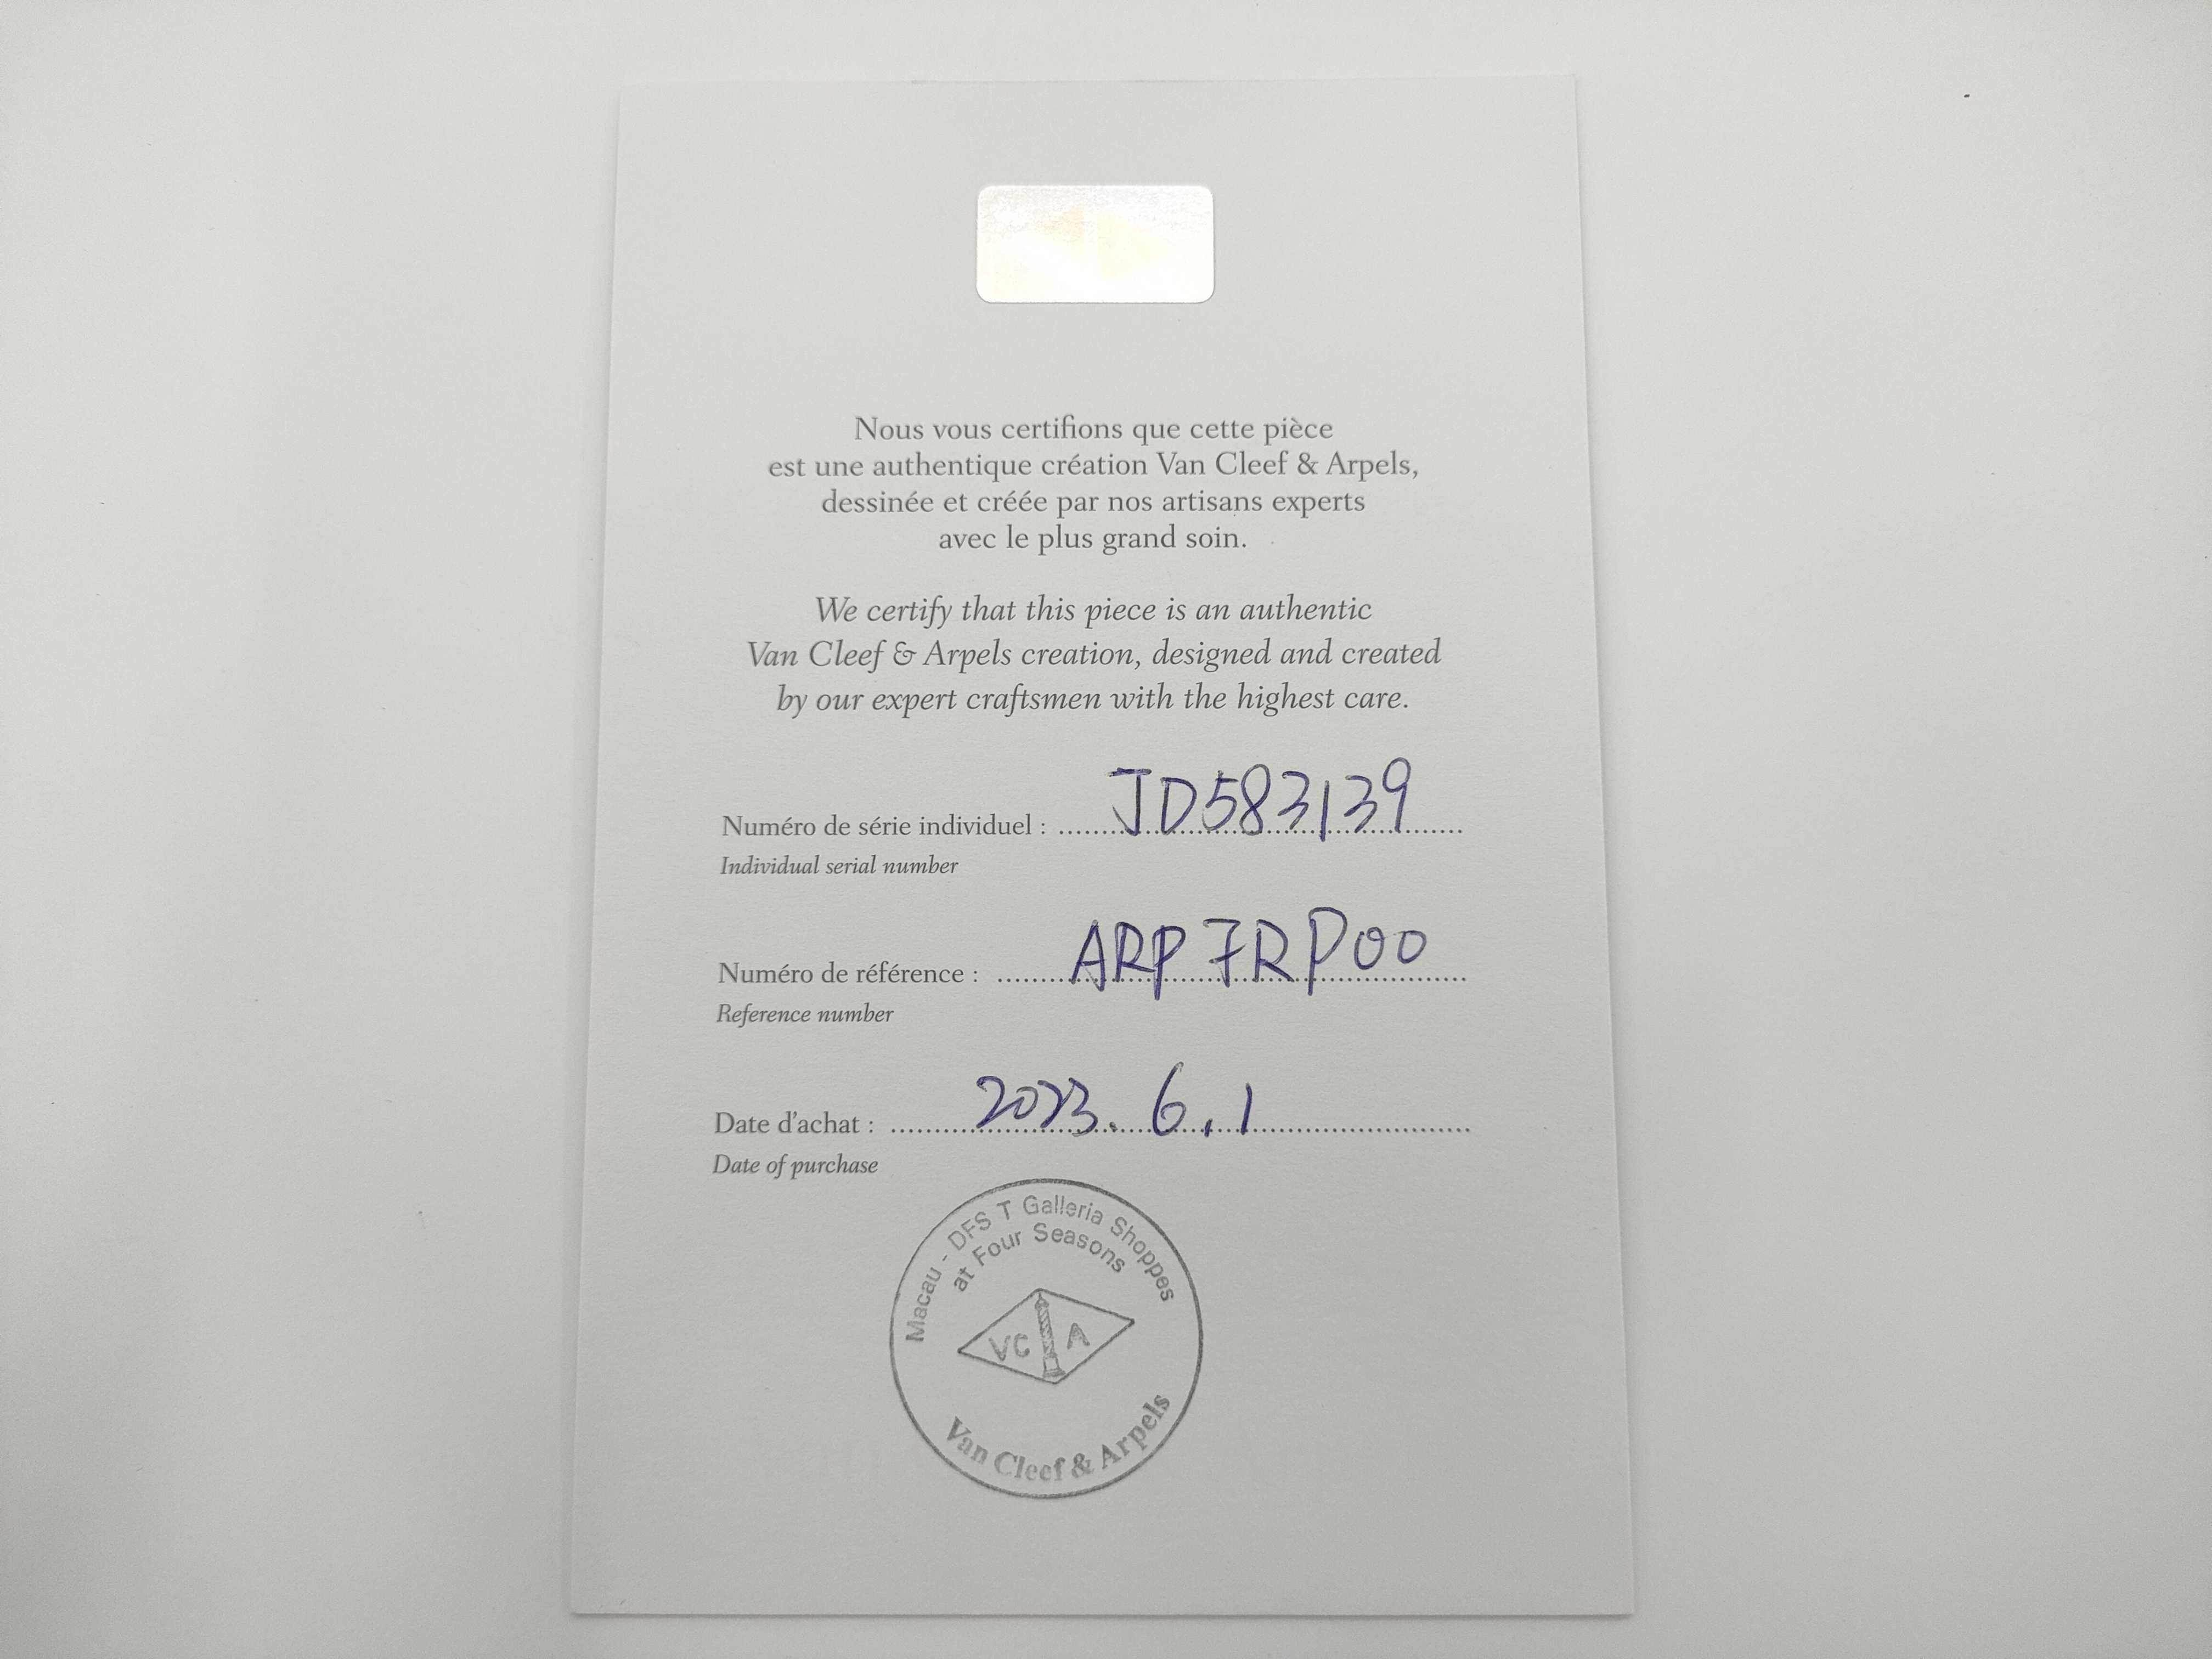 Nous vous certifions que cette pièce
est une authentique création Van Cleef & Arpels,
dessinée et créée par nos artisans experts
avec le plus grand soin.
We certify that this piece is an authentic
Van Cleef & Arpels creation, designed and created
by our expert craftsmen with the highest care.
Numéro de série individuel : JD583139
Individual serial number
Numéro de référence : ARP7RP00
Reference number
Date d'achat : 2023.6.1
Date of purchase
Macau - DFS T Galleria Shoppes
at Four Seasons
VC A
Van Cleef & Arpels